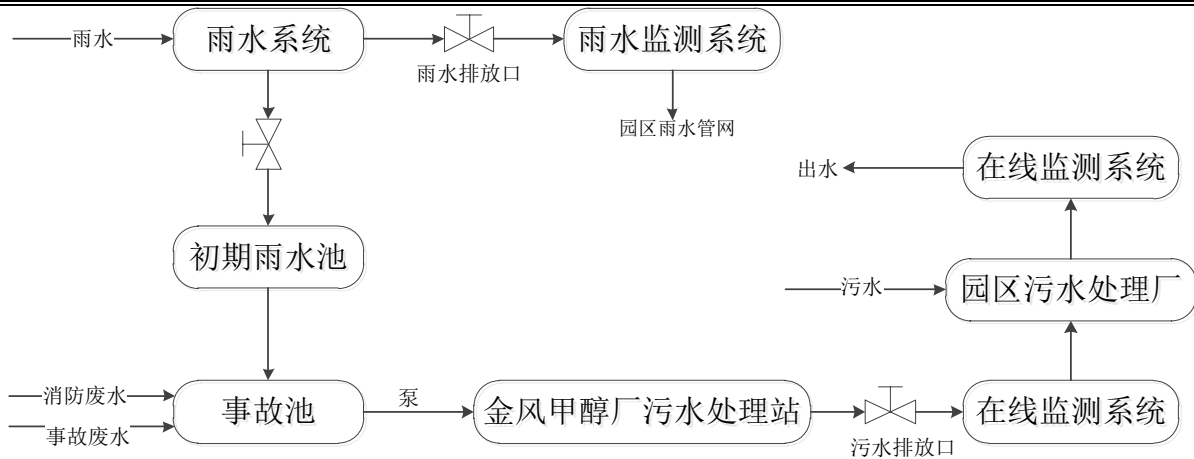 雨水
雨水系统
雨水监测系统
雨水排放口
园区雨水管网
出水
在线监测系统
初期雨水池
污水
园区污水处理厂
消防废水
事故废水
事故池
泵
金风甲醇厂污水处理站
污水排放口
在线监测系统